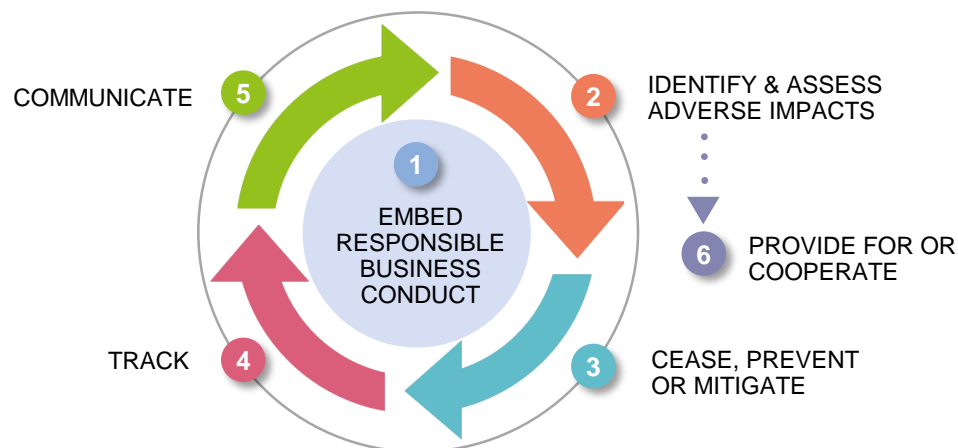 1
EMBED
RESPONSIBLE
BUSINESS
CONDUCT
2
IDENTIFY & ASSESS
ADVERSE IMPACTS
3
CEASE, PREVENT
OR MITIGATE
4
TRACK
5
COMMUNICATE
6
PROVIDE FOR OR
COOPERATE